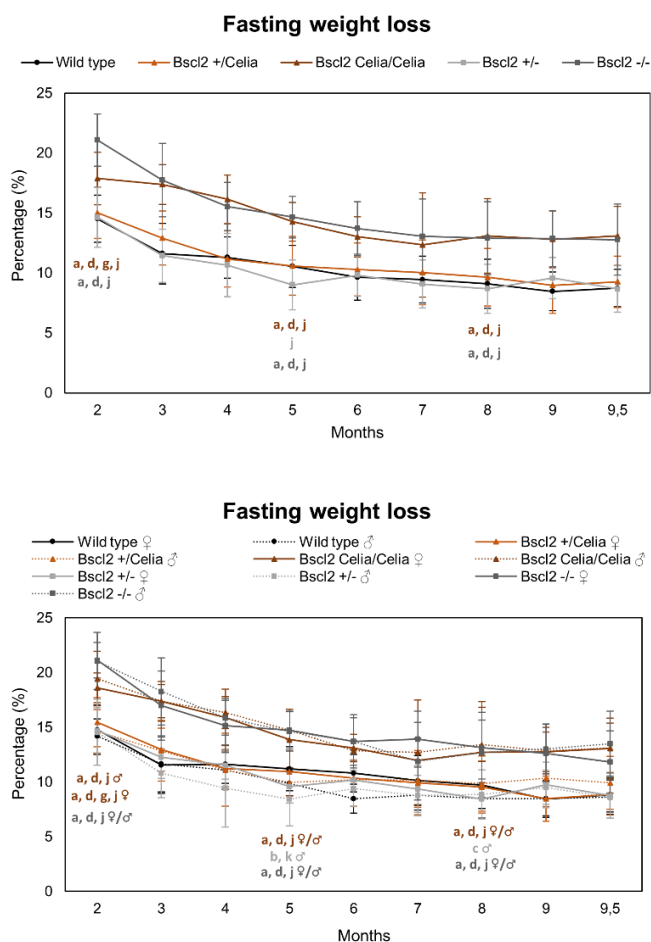 Fasting weight loss
Wild type Bscl2 +/Celia Bscl2 Celia/Celia Bscl2 +/- Bscl2 -/-
25
20
15
10
5
0
Percentage (%)
a, d, g, j
a, d, j
a, d, j
j
a, d, j
a, d, j
a, d, j
2 3 4 5 6 7 8 9 9,5
Months
Fasting weight loss
Wild type ♀ Wild type ♂ Bscl2 +/Celia ♀
Bscl2 +/Celia ♂ Bscl2 Celia/Celia ♀ Bscl2 Celia/Celia ♂
Bscl2 +/- ♀ Bscl2 +/- ♂ Bscl2 -/- ♀
Bscl2 -/- ♂
25
20
15
10
5
0
Percentage (%)
a, d, j ♂
a, d, g, j ♀
a, d, j ♀/♂
a, d, j ♀/♂
b, k ♂
a, d, j ♀/♂
a, d, j ♀/♂
c ♂
a, d, j ♀/♂
2 3 4 5 6 7 8 9 9,5
Months